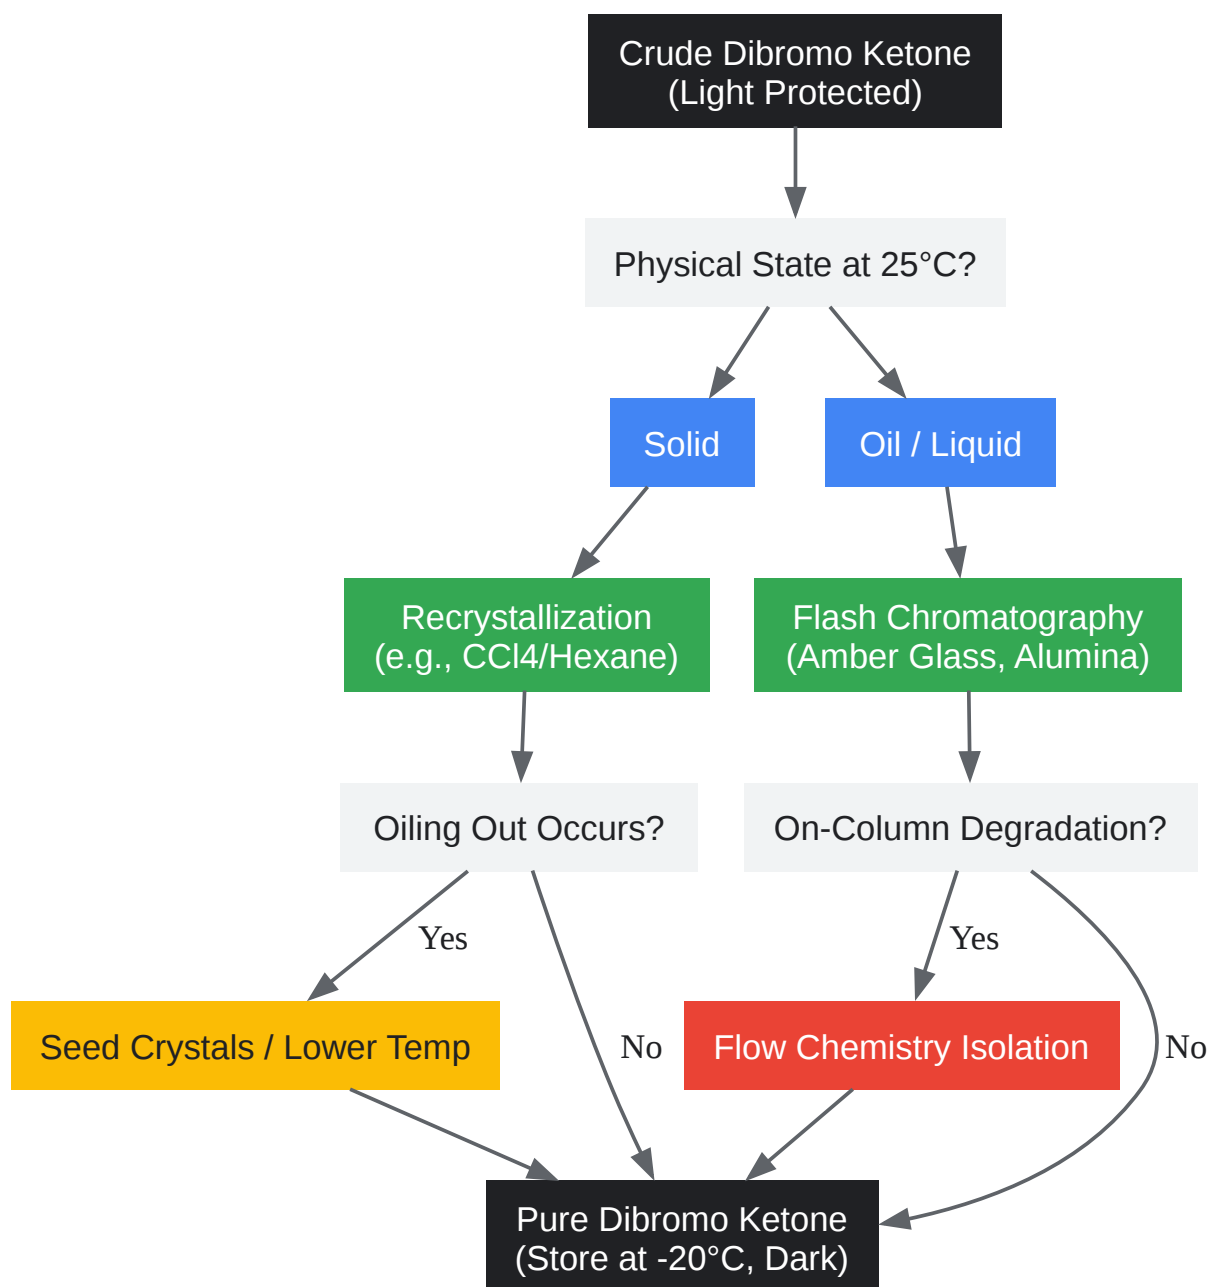 Crude Dibromo Ketone
(Light Protected)
Physical State at 25°C?
Solid
Oil / Liquid
Recrystallization
(e.g., CCl4/Hexane)
Flash Chromatography
(Amber Glass, Alumina)
Oiling Out Occurs?
On-Column Degradation?
Yes
Yes
Seed Crystals / Lower Temp
No
Flow Chemistry Isolation
No
Pure Dibromo Ketone
(Store at -20°C, Dark)